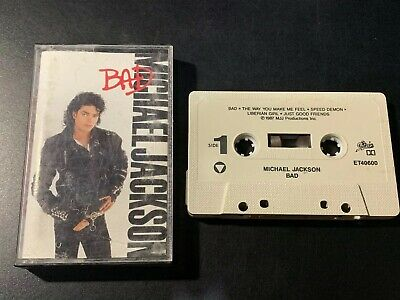 BAD
MICHAEL JACKSON
BAD • THE WAY YOU MAKE ME FEEL • SPEED DEMON •
LIBERIAN GIRL • JUST GOOD FRIENDS
℗ 1987 MJJ Productions Inc.
SIDE 1
Epic
ET40600
MICHAEL JACKSON
BAD